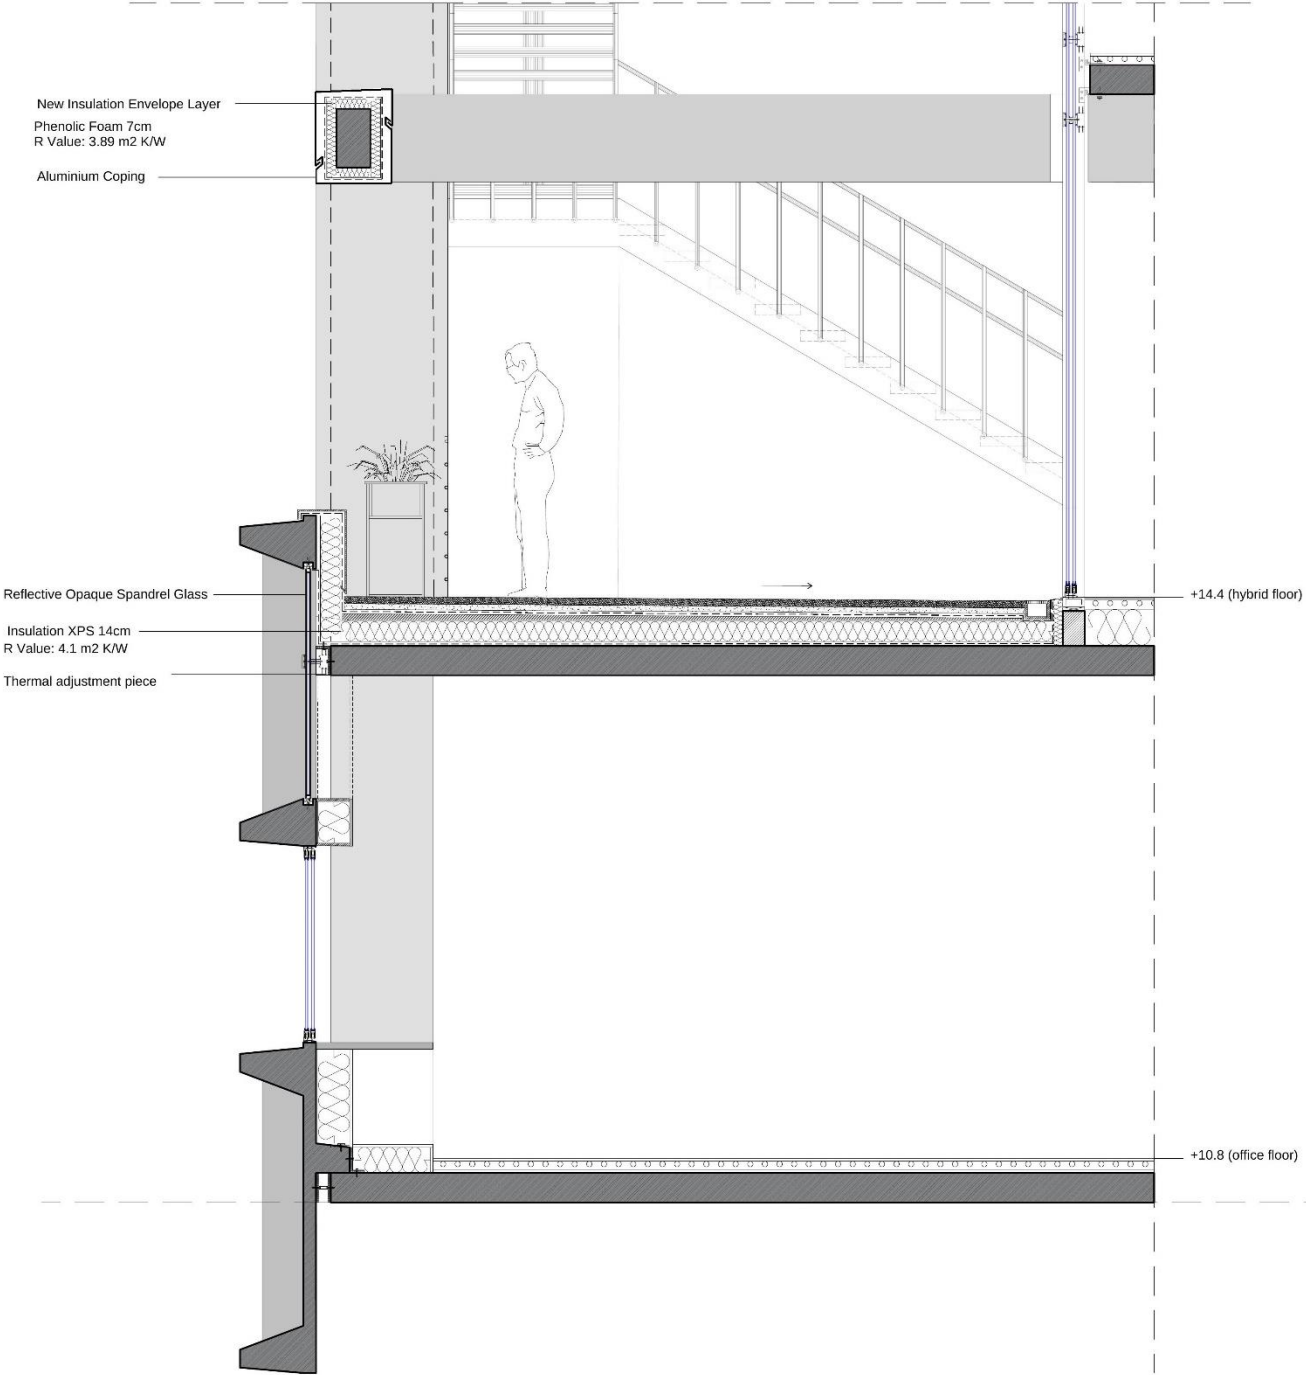 New Insulation Envelope Layer
Phenolic Foam 7cm
R Value: 3.89 m2 K/W
Aluminium Coping
Reflective Opaque Spandrel Glass
+14.4 (hybrid floor)
Insulation XPS 14cm
R Value: 4.1 m2 K/W
Thermal adjustment piece
+10.8 (office floor)